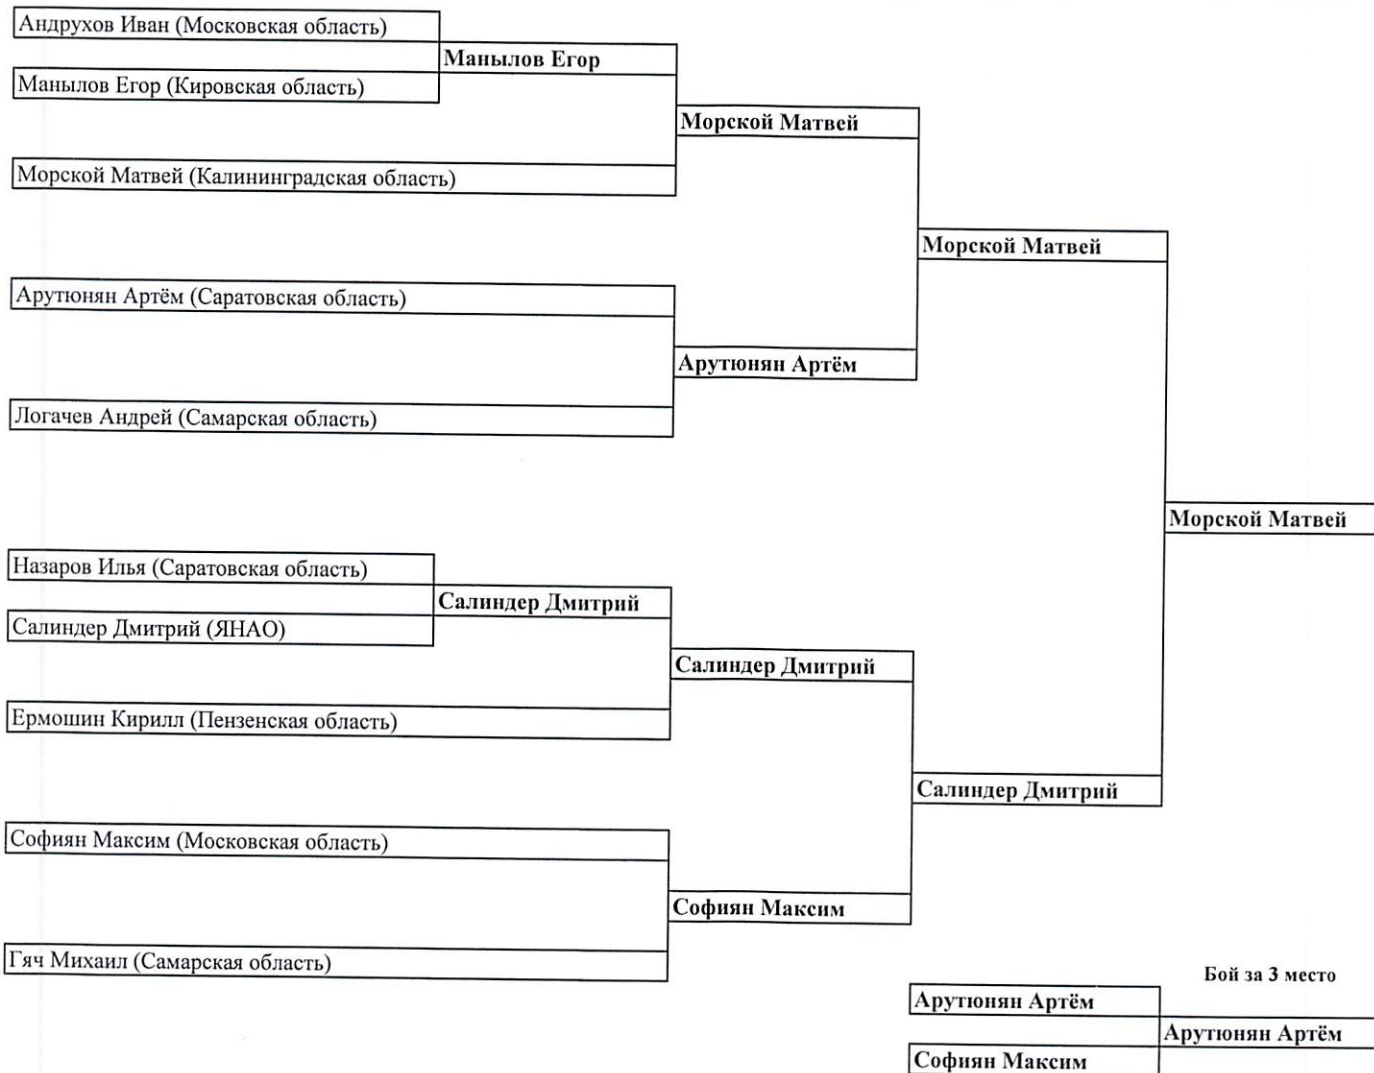 Андрухов Иван (Московская область)
Манылов Егор
Манылов Егор (Кировская область)
Морской Матвей
Морской Матвей (Калининградская область)
Морской Матвей
Арутюнян Артём (Саратовская область)
Арутюнян Артём
Логачев Андрей (Самарская область)
Морской Матвей
Назаров Илья (Саратовская область)
Салиндер Дмитрий
Салиндер Дмитрий (ЯНАО)
Салиндер Дмитрий
Ермошин Кирилл (Пензенская область)
Салиндер Дмитрий
Софиян Максим (Московская область)
Софиян Максим
Гяч Михаил (Самарская область)
Бой за 3 место
Арутюнян Артём
Арутюнян Артём
Софиян Максим